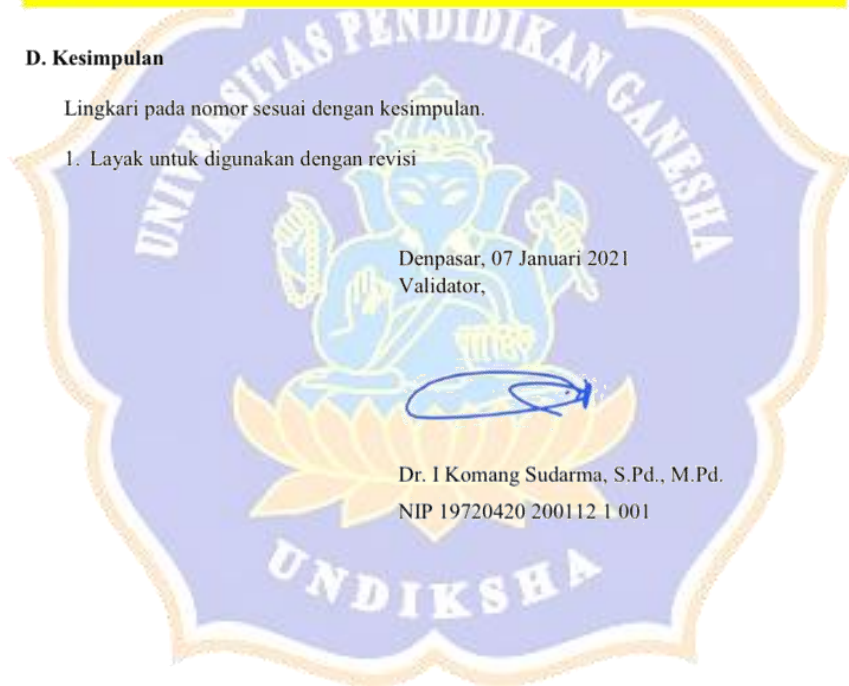 UNIVERSITAS PENDIDIKAN GANESHA
D. Kesimpulan
Lingkari pada nomor sesuai dengan kesimpulan.
1. Layak untuk digunakan dengan revisi
Denpasar, 07 Januari 2021
Validator,
Dr. I Komang Sudarma, S.Pd., M.Pd.
NIP 19720420 200112 1 001
UNDIKSHA